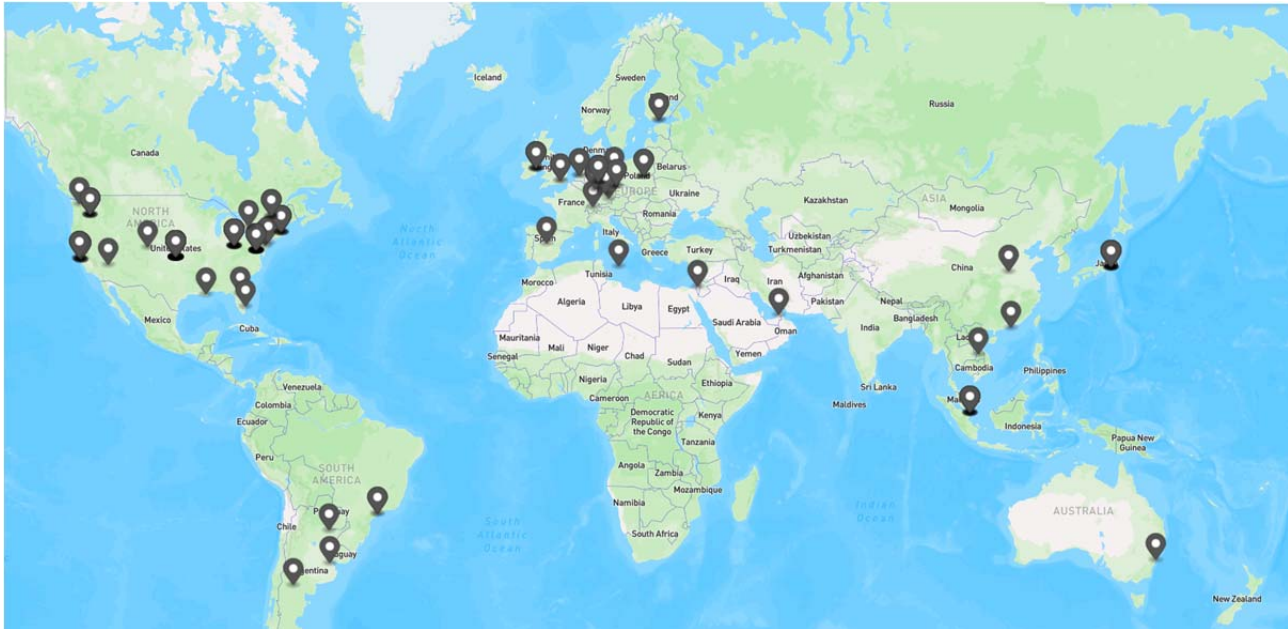 Iceland
Sweden
Norway
Russia
Canada
Belarus
Ukraine
EUROPE
France
Romania
Kazakhstan
ASIA
Mongolia
NORTH
AMERICA
United States
North
Atlantic
Ocean
Italy
Greece
Turkey
Uzbekistan
Turkmenistan
China
Morocco
Tunisia
Iraq
Iran
Afghanistan
Pakistan
Nepal
Bangladesh
India
Algeria
Libya
Egypt
Saudi Arabia
Oman
Mexico
Cuba
Mauritania
Mali
Niger
Chad
Sudan
Yemen
Senegal
Nigeria
Ethiopia
Cambodia
Philippines
Venezuela
Colombia
Ecuador
Cameroon
AFRICA
Democratic
Republic of
the Congo
Kenya
Tanzania
Sri Lanka
Maldives
Indonesia
Papua New
Guinea
Peru
SOUTH
AMERICA
Angola
Zambia
Mozambique
Namibia
South Africa
Chile
South
Atlantic
Ocean
Indian
Ocean
AUSTRALIA
New Zealand